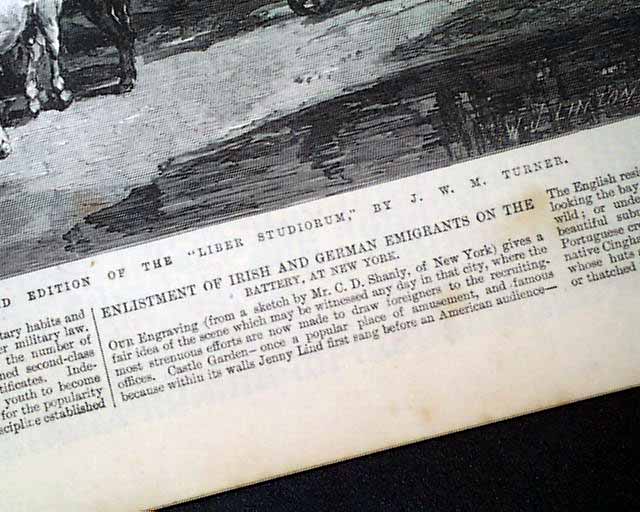 W J LINTON
D EDITION OF THE "LIBER STUDIORUM," BY J. W. M. TURNER.
tary habits and
er military law.
the number of
ned second-class
tificates. Inde-
youth to become
for the popularity
scipline established
ENLISTMENT OF IRISH AND GERMAN EMIGRANTS ON THE
BATTERY, AT NEW YORK.
OUR Engraving (from a sketch by Mr. C. D. Shanly, of New York) gives a
fair idea of the scene which may be witnessed any day in that city, where the
most strenuous efforts are now made to draw foreigners to the recruiting-
offices. Castle Garden—once a popular place of amusement, and famous
because within its walls Jenny Lind first sang before an American audience—
The English resi
looking the bay
wild; or und
beautiful sub
Portuguese cr
native Cingh
whose huts
or thatched